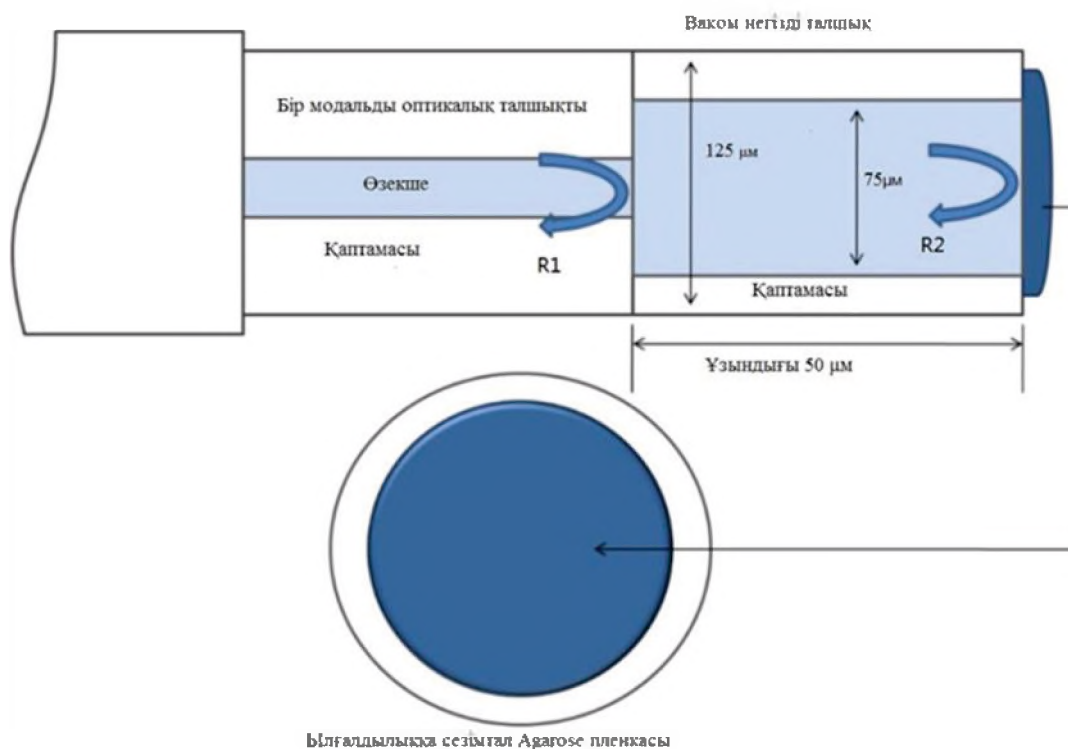 Ваком негізді талшық
Бір модальды оптикалық талшықты
125 μм
Өзекше
75μм
R1
R2
Қаптамасы
Қаптамасы
Ұзындығы 50 μм
Ылғалдылыққа сезімтал Agarose пленкасы